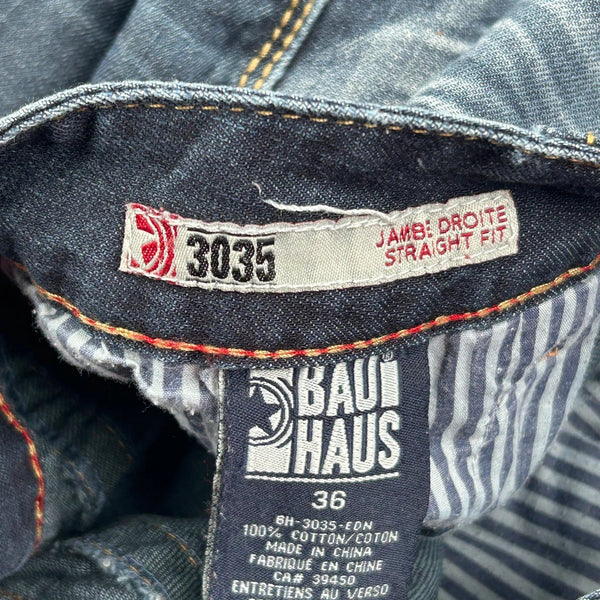 3035
JAMBE DROITE
STRAIGHT FIT
BAU
HAUS
36
BH-3035-EDN
100% COTTON/COTON
MADE IN CHINA
FABRIQUÉ EN CHINE
CA# 39450
ENTRETIENS AU VERSO